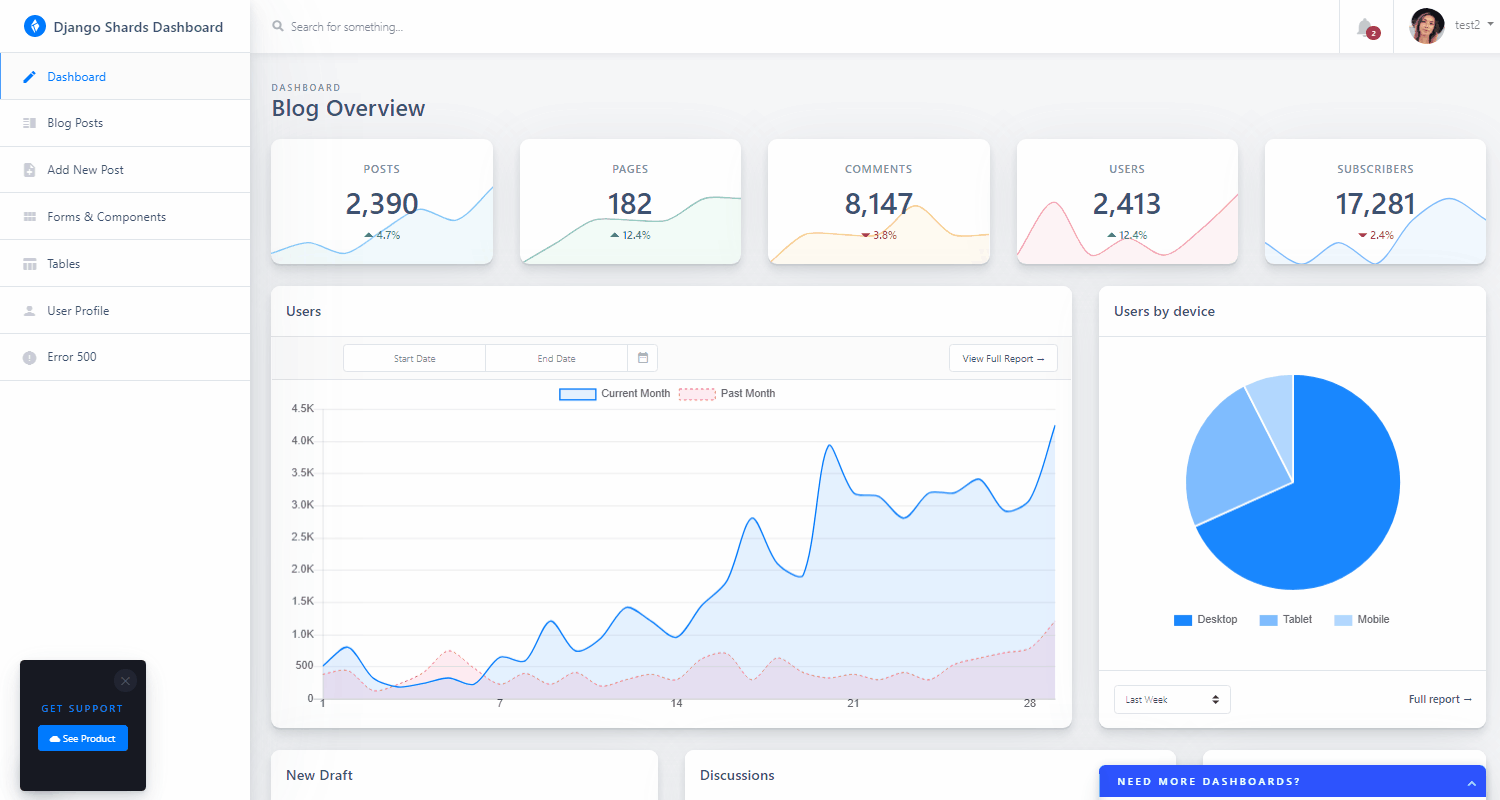 Django Shards Dashboard
Search for something...
2
test2
Dashboard
Blog Posts
Add New Post
Forms & Components
Tables
User Profile
Error 500
DASHBOARD
Blog Overview
POSTS
2,390
4.7%
PAGES
182
12.4%
COMMENTS
8,147
3.8%
USERS
2,413
12.4%
SUBSCRIBERS
17,281
2.4%
Users
Start Date
End Date
View Full Report →
Current Month
Past Month
4.5K
4.0K
3.5K
3.0K
2.5K
2.0K
1.5K
1.0K
500
0
1
7
14
21
28
Users by device
Desktop
Tablet
Mobile
Last Week
Full report →
GET SUPPORT
See Product
New Draft
Discussions
NEED MORE DASHBOARDS?